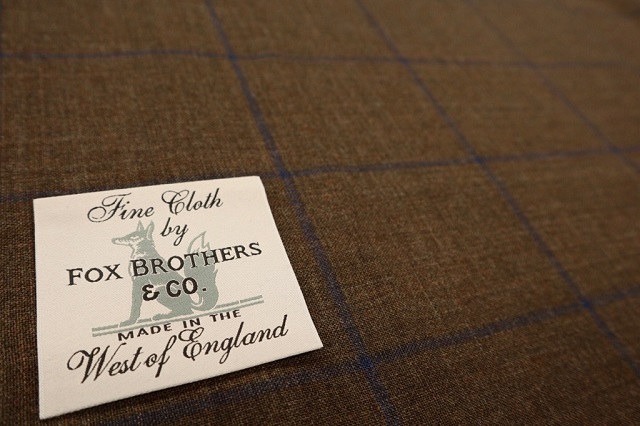 Fine Cloth
by
FOX BROTHERS
& CO.
MADE IN THE
West of England